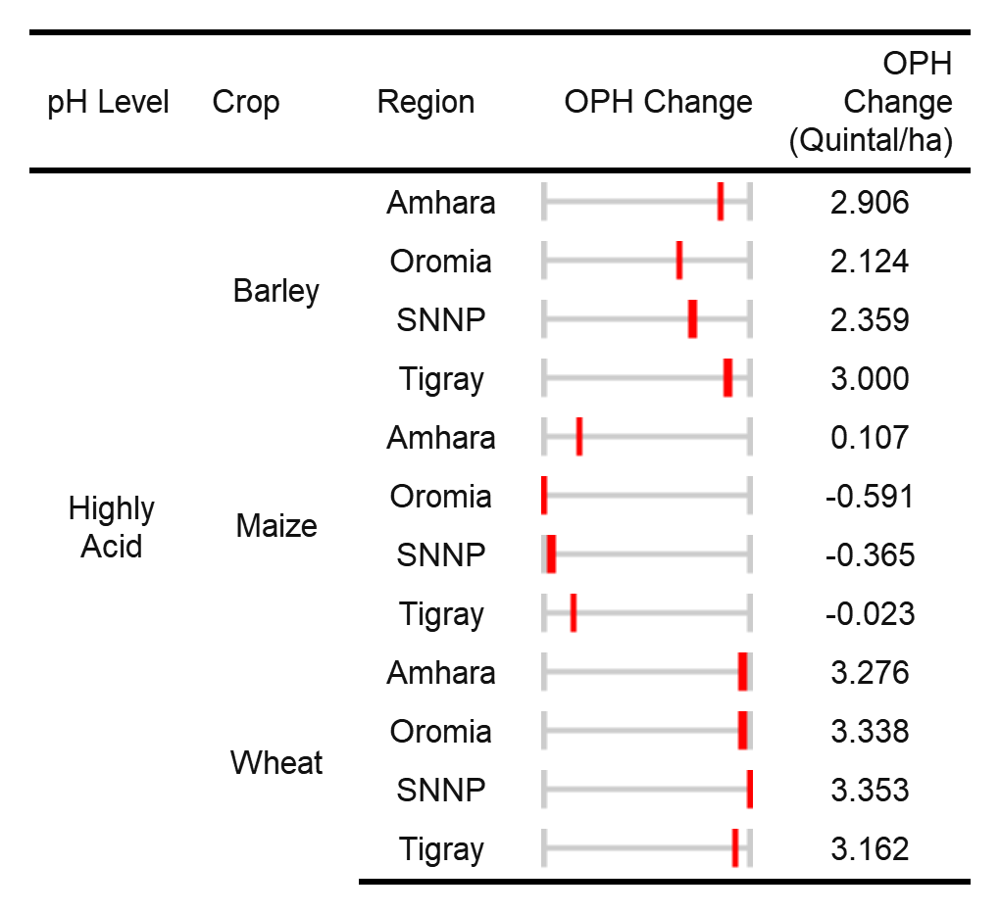 pH Level Crop Region OPH Change OPH
Change
(Quintal/ha)
Highly
Acid
Barley
Amhara 2.906
Oromia 2.124
SNNP 2.359
Tigray 3.000
Maize
Amhara 0.107
Oromia -0.591
SNNP -0.365
Tigray -0.023
Wheat
Amhara 3.276
Oromia 3.338
SNNP 3.353
Tigray 3.162